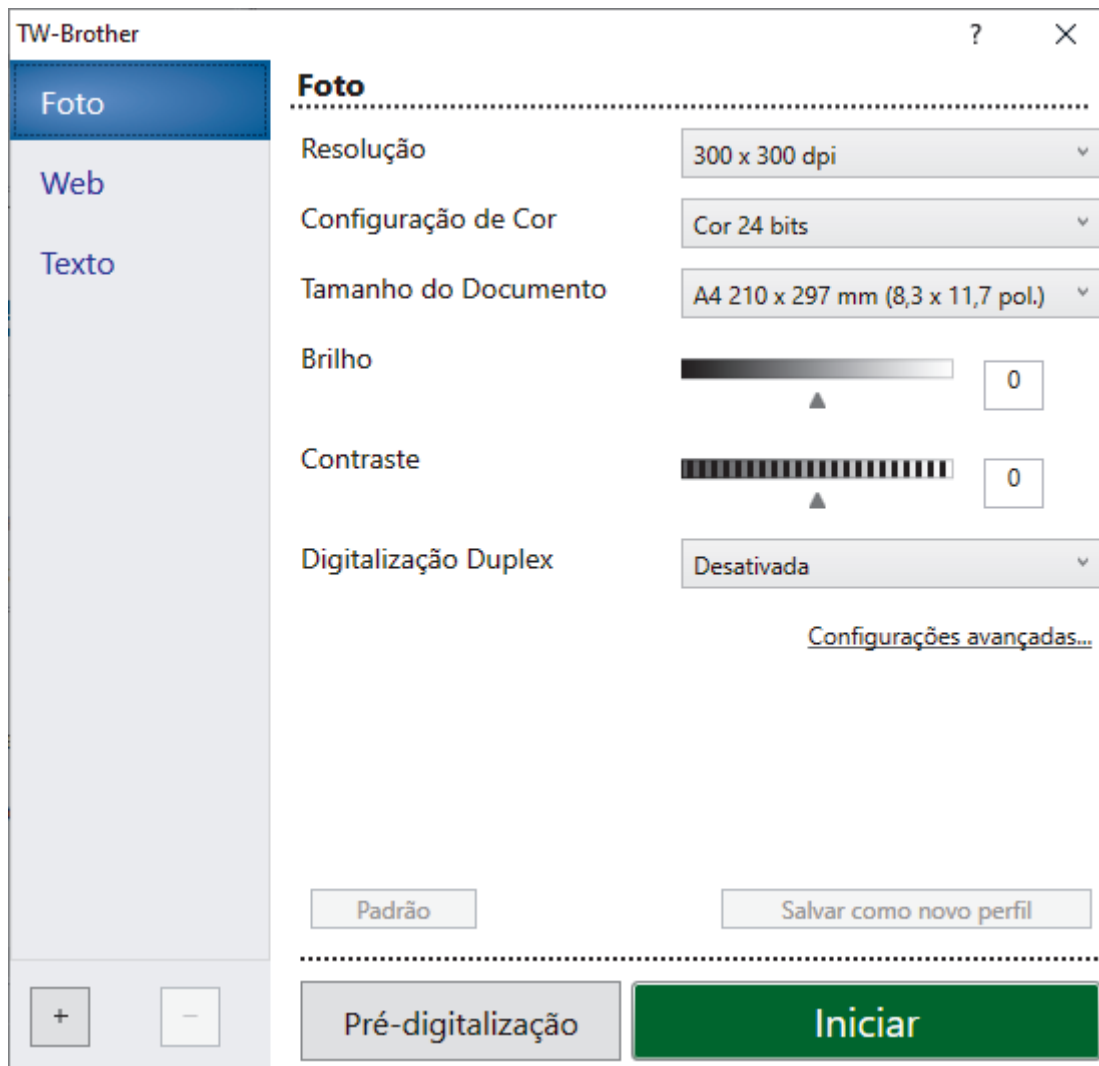 TW-Brother
?
Foto
Web
Texto
Foto
Resolução
300 x 300 dpi
Configuração de Cor
Cor 24 bits
Tamanho do Documento
A4 210 x 297 mm (8,3 x 11,7 pol.)
Brilho
0
Contraste
0
Digitalização Duplex
Desativada
Configurações avançadas...
Padrão
Salvar como novo perfil
+
−
Pré-digitalização
Iniciar